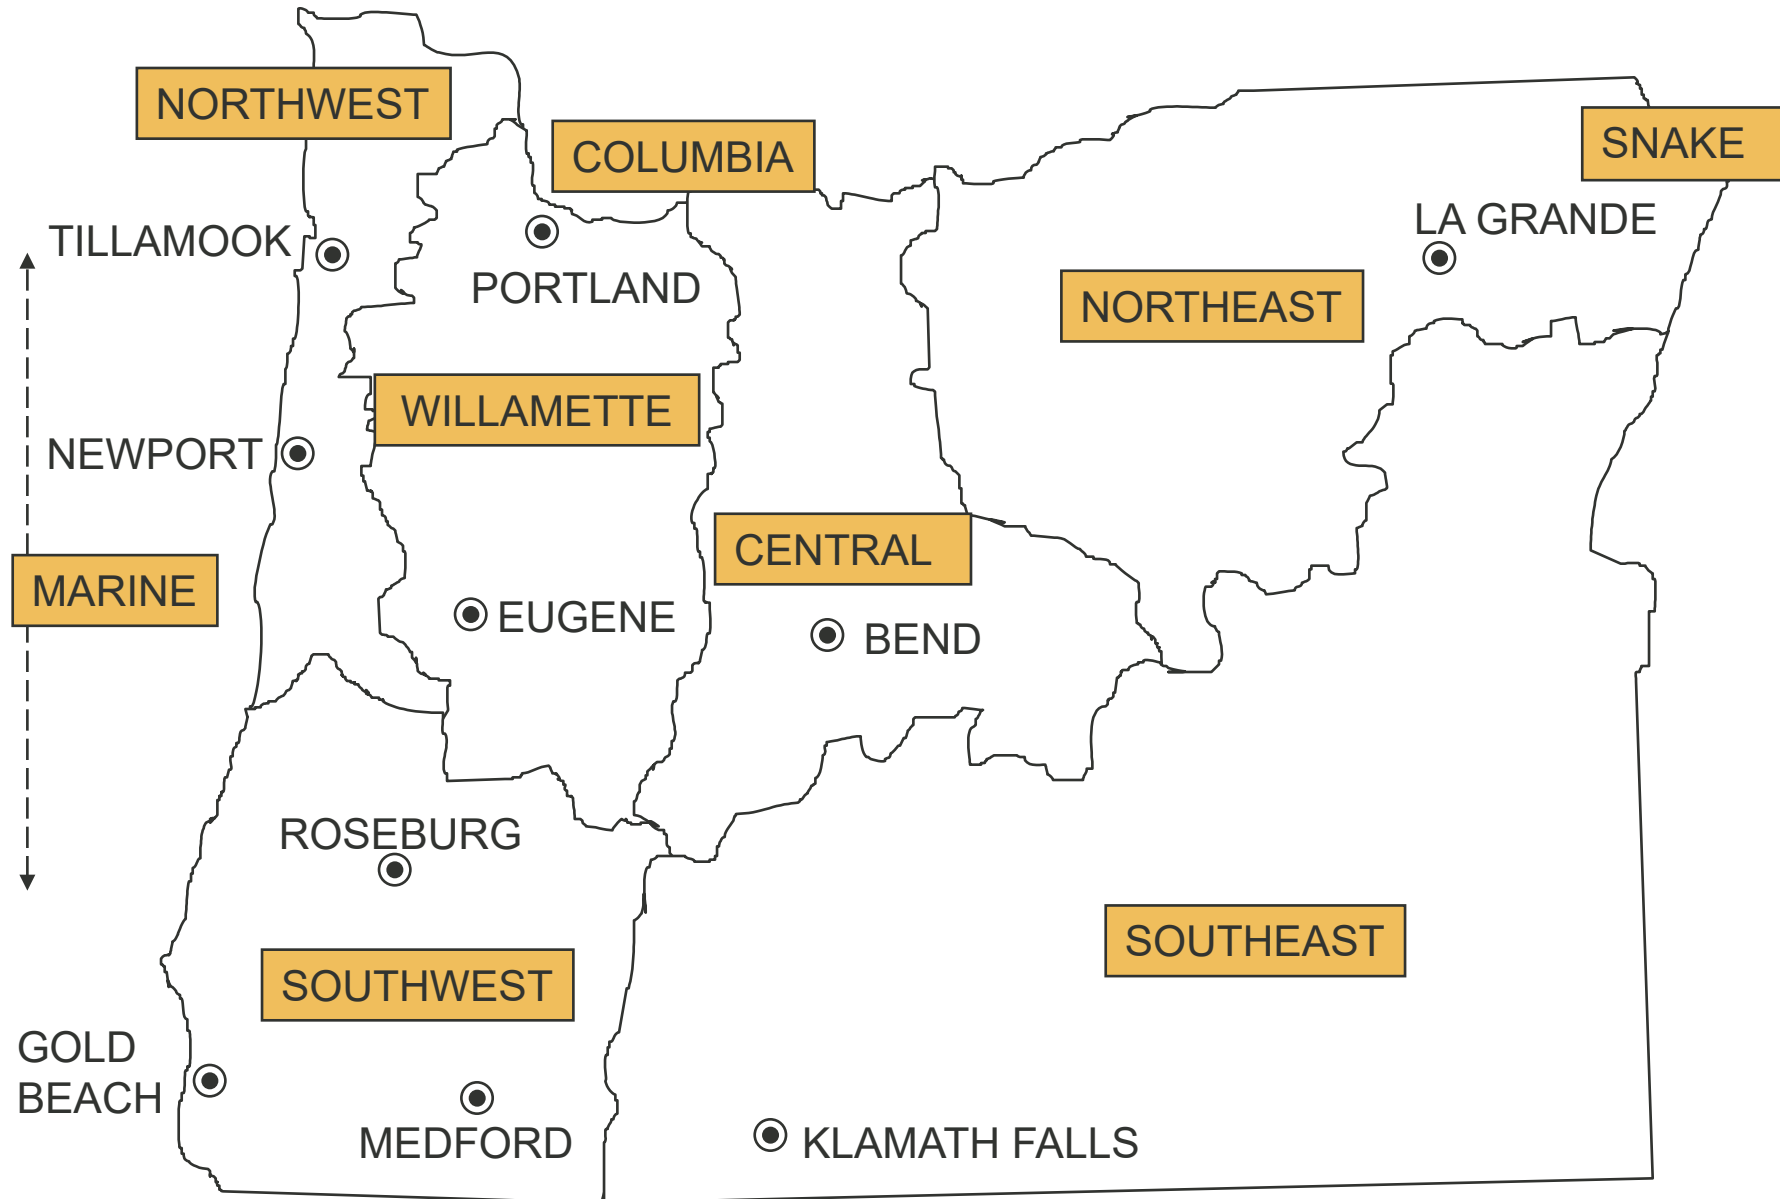 NORTHWEST
COLUMBIA
SNAKE
TILLAMOOK
PORTLAND
LA GRANDE
NORTHEAST
WILLAMETTE
NEWPORT
CENTRAL
MARINE
EUGENE
BEND
ROSEBURG
SOUTHEAST
SOUTHWEST
GOLD
BEACH
MEDFORD
KLAMATH FALLS